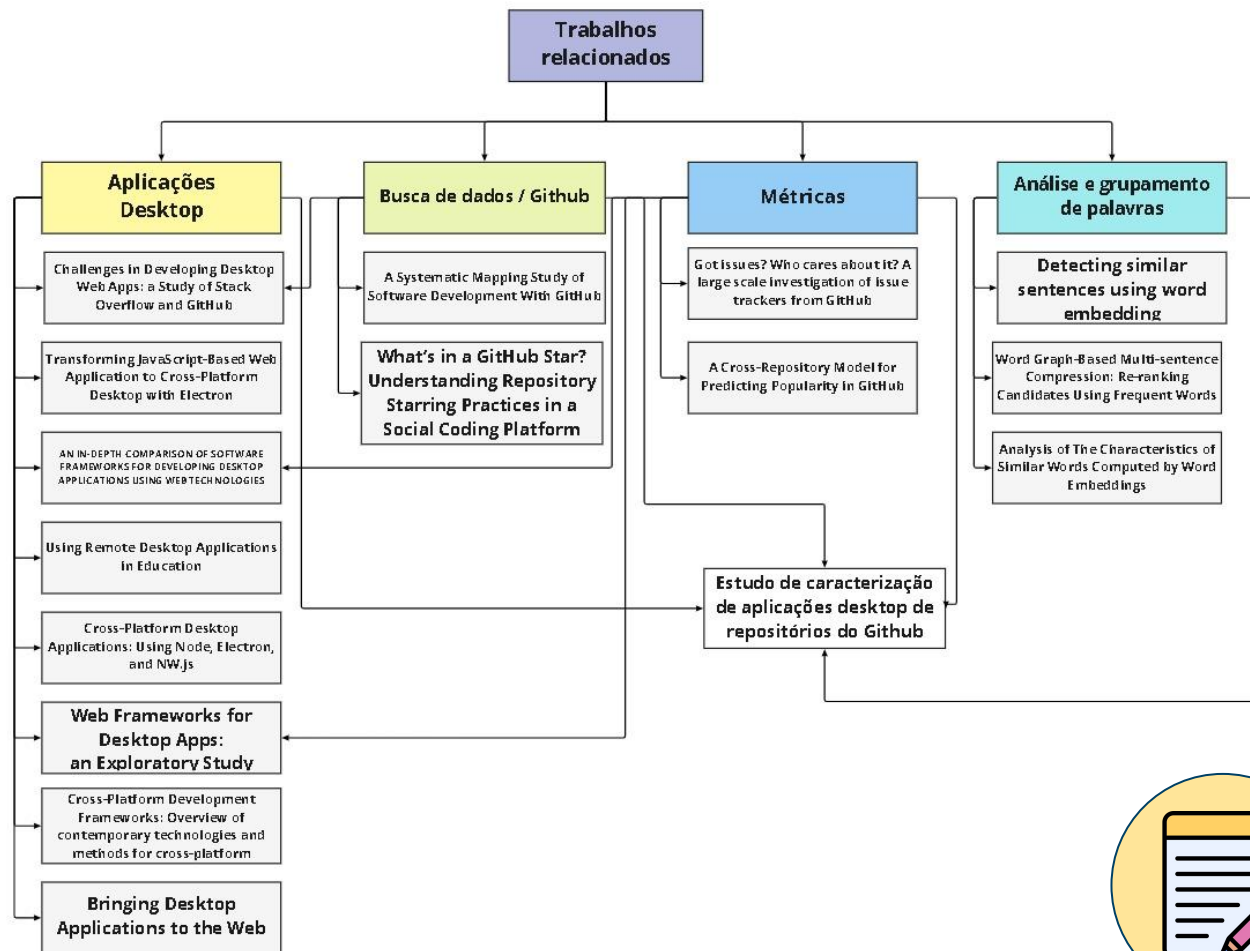 Trabalhos
relacionados
Aplicações
Desktop
Challenges in Developing Desktop
Web Apps: a Study of Stack
Overflow and GitHub
Transforming JavaScript-Based Web
Application to Cross-Platform
Desktop with Electron
AN IN-DEPTH COMPARISON OF SOFTWARE
FRAMEWORKS FOR DEVELOPING DESKTOP
APPLICATIONS USING WEB TECHNOLOGIES
Using Remote Desktop Applications
in Education
Cross-Platform Desktop
Applications: Using Node, Electron,
and NW.js
Web Frameworks for
Desktop Apps:
an Exploratory Study
Cross-Platform Development
Frameworks: Overview of
contemporary technologies and
methods for cross-platform
Bringing Desktop
Applications to the Web
Busca de dados / Github
A Systematic Mapping Study of
Software Development With GitHub
What's in a GitHub Star?
Understanding Repository
Starring Practices in a
Social Coding Platform
Métricas
Got issues? Who cares about it? A
large scale investigation of issue
trackers from GitHub
A Cross-Repository Model for
Predicting Popularity in GitHub
Análise e grupamento
de palavras
Detecting similar
sentences using word
embedding
Word Graph-Based Multi-sentence
Compression: Re-ranking
Candidates Using Frequent Words
Analysis of The Characteristics of
Similar Words Computed by Word
Embeddings
Estudo de caracterização
de aplicações desktop de
repositórios do Github